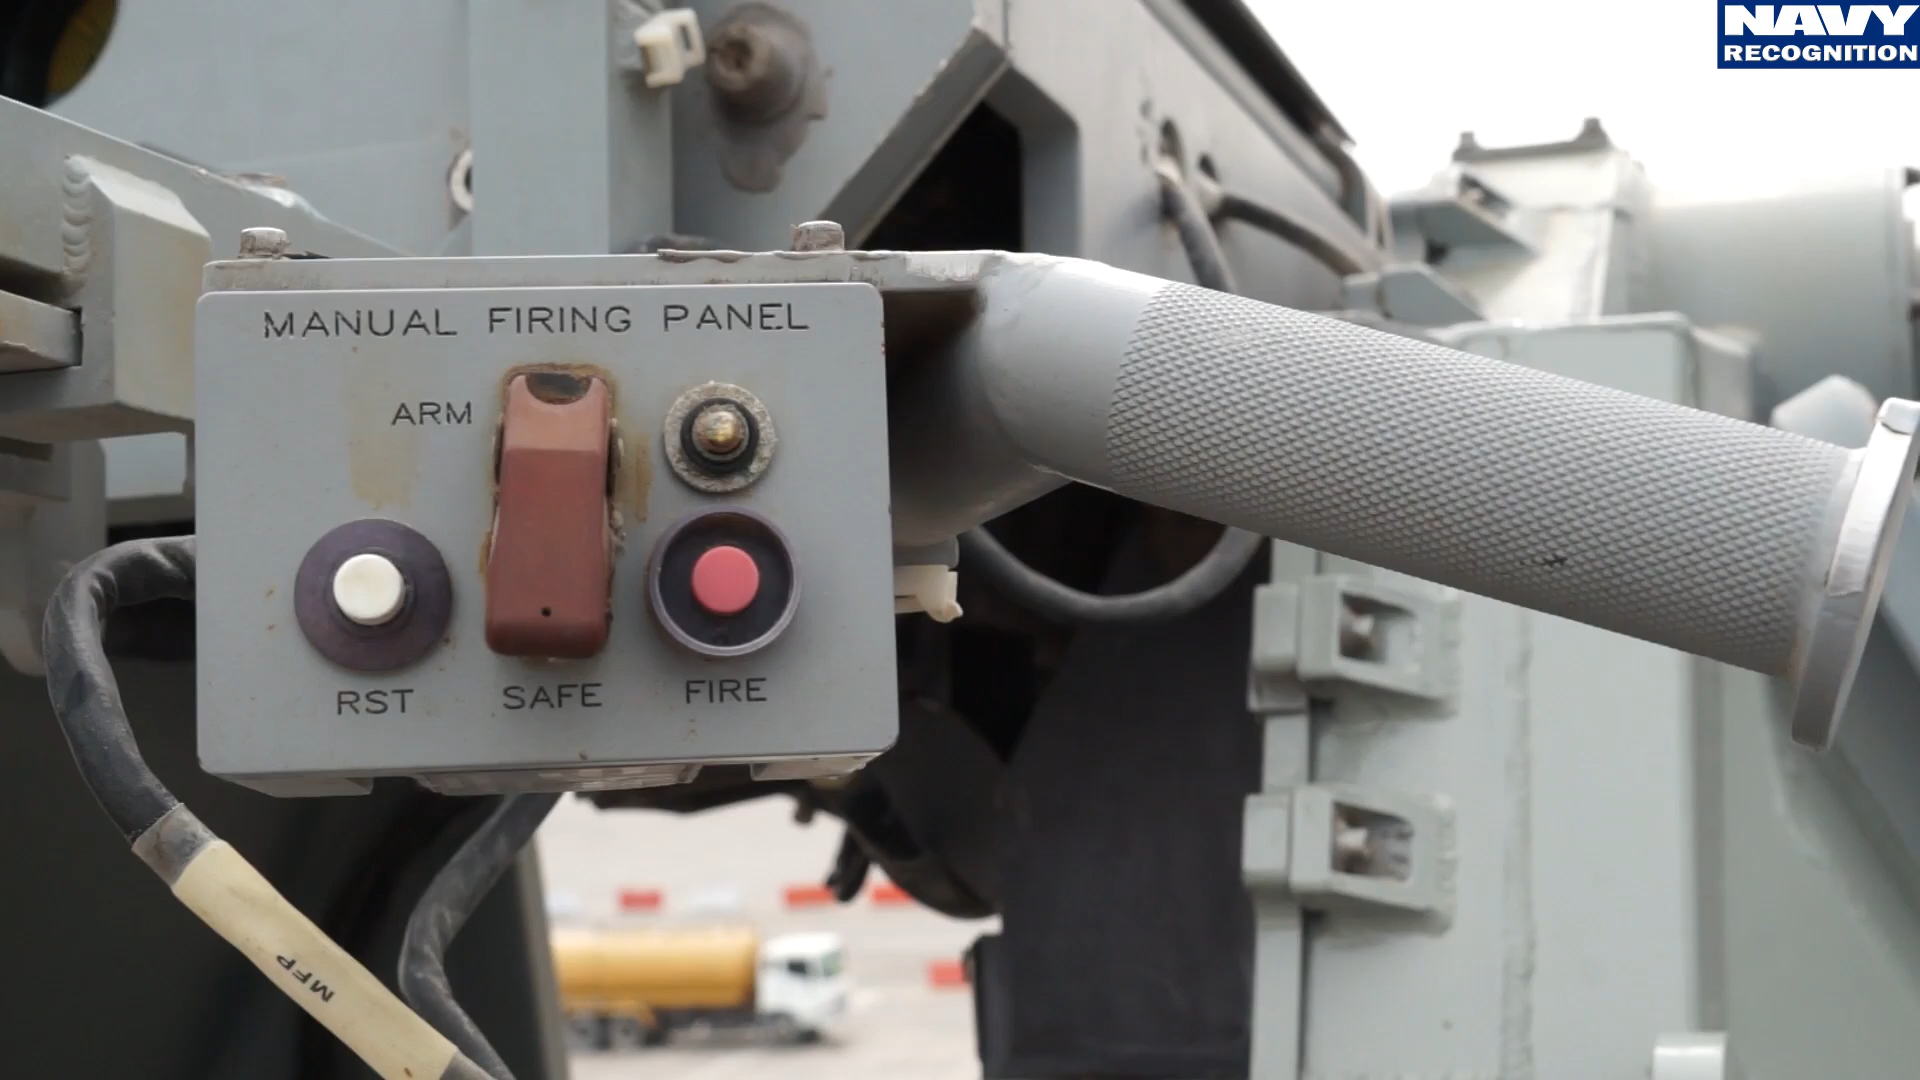 NAVY
RECOGNITION
MANUAL FIRING PANEL
ARM
RST
SAFE
FIRE
MFP